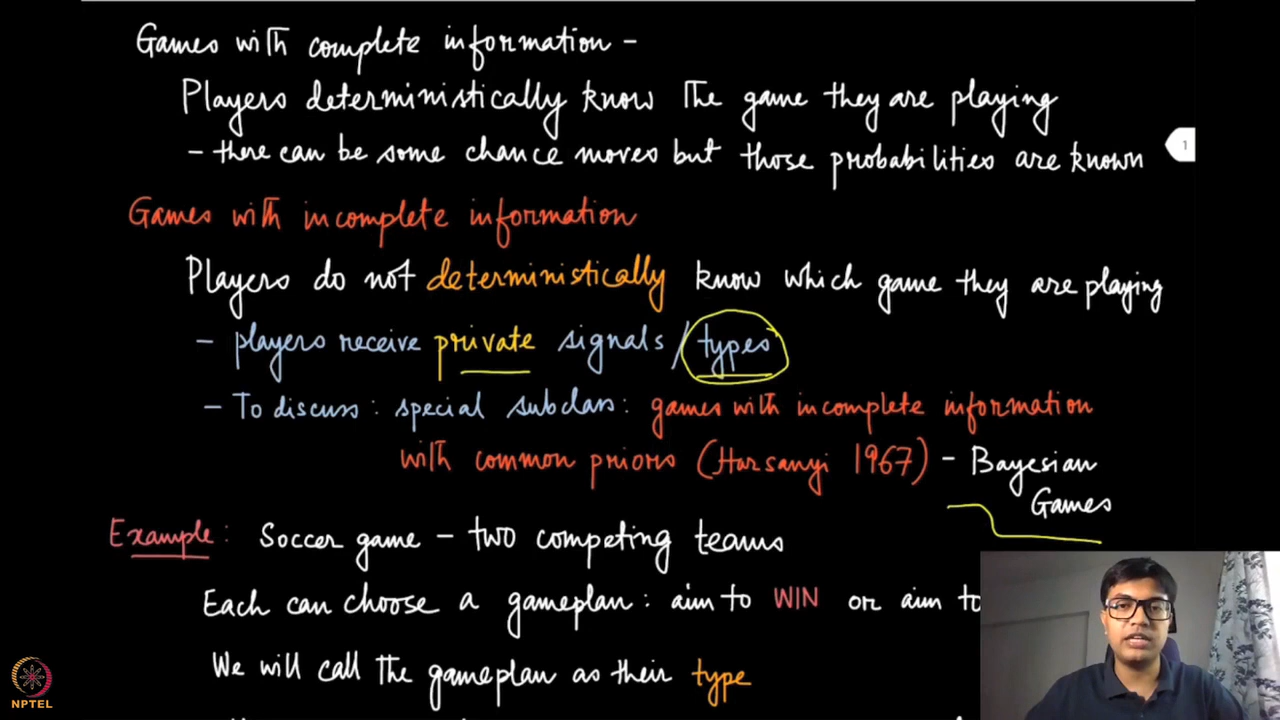 Games with complete information -
Players deterministically know the game they are playing
- there can be some chance moves but those probabilities are known
1
Games with incomplete information
Players do not deterministically know which game they are playing
- players receive private signals / types
- To discuss: special subclass: games with incomplete information
with common priors (Harsanyi 1967) - Bayesian
Games
Example: Soccer game - two competing teams
Each can choose a gameplan: aim to WIN or aim to
We will call the gameplan as their type
NPTEL